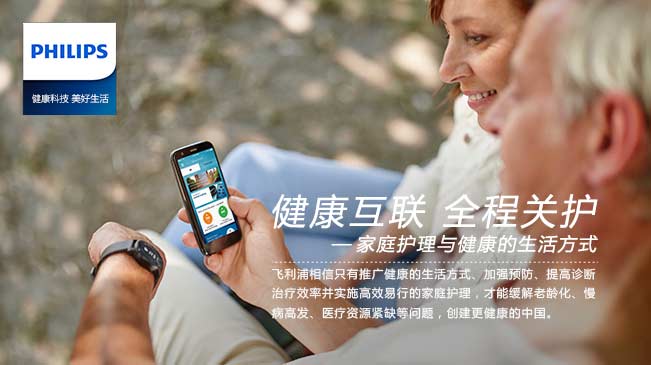 PHILIPS
健康科技 美好生活
健康互联 全程关护
— 家庭护理与健康的生活方式
飞利浦相信只有推广健康的生活方式、加强预防、提高诊断
治疗效率并实施高效易行的家庭护理，才能缓解老龄化、慢
病高发、医疗资源紧缺等问题，创建更健康的中国。